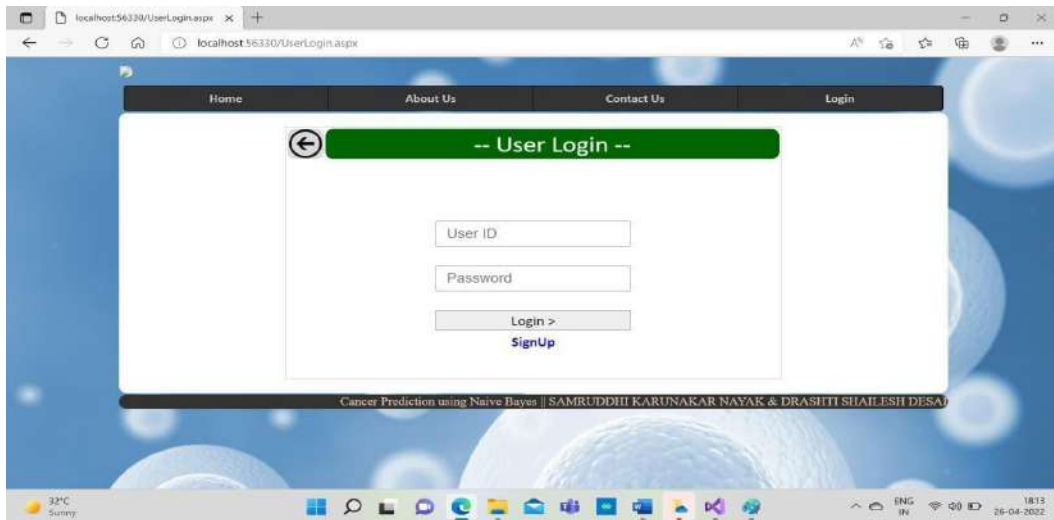 localhost:56330/UserLogin.aspx
localhost:56330/UserLogin.aspx
Home About Us Contact Us Login
-- User Login --
User ID
Password
Login >
SignUp
Cancer Prediction using Naive Bayes || SAMRUDDHI KARUNAKAR NAYAK & DRASHTI SHAILESH DESAI
32°C
Sunny
ENG
IN
18:13
26-04-2022